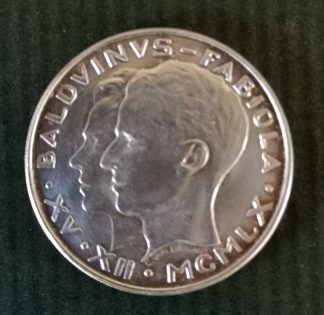 BALDVINVS – FABIOLA
· XV · XII · MCMLX ·